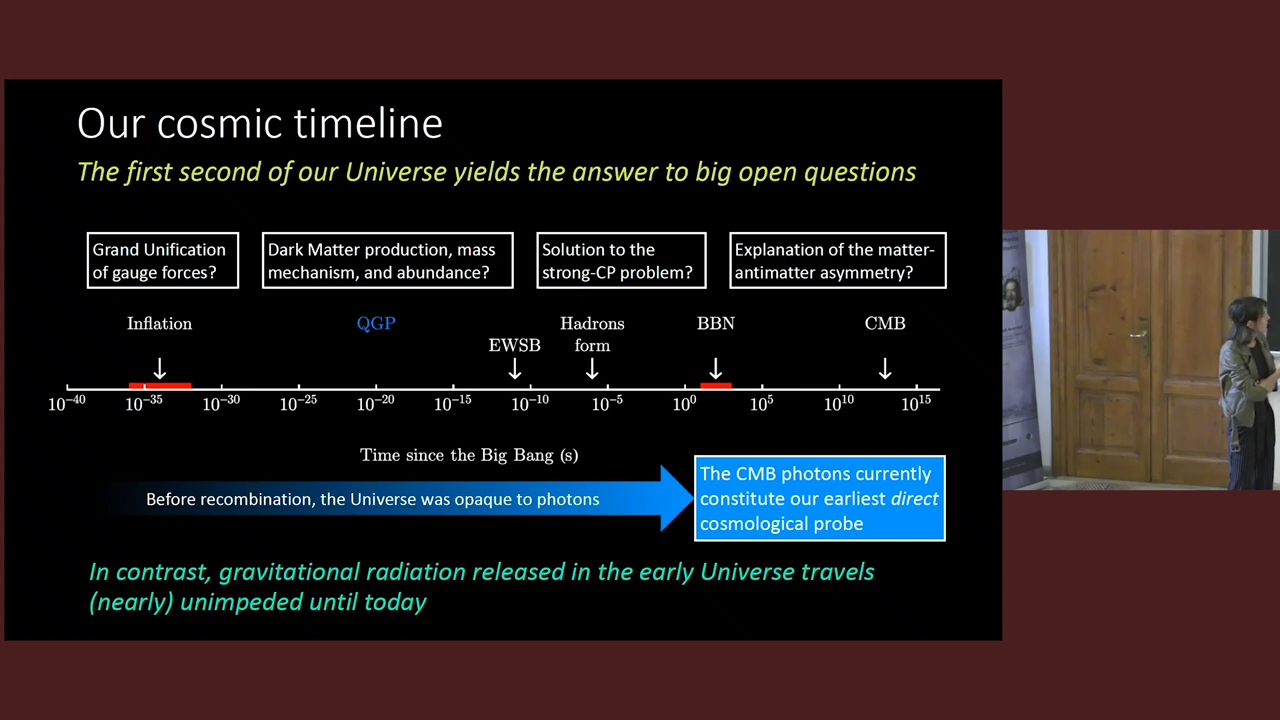 Our cosmic timeline
The first second of our Universe yields the answer to big open questions
Grand Unification
of gauge forces?
Dark Matter production, mass
mechanism, and abundance?
Solution to the
strong-CP problem?
Explanation of the matter-
antimatter asymmetry?
Inflation
QGP
EWSB
Hadrons
form
BBN
CMB
10⁻⁴⁰ 10⁻³⁵ 10⁻³⁰ 10⁻²⁵ 10⁻²⁰ 10⁻¹⁵ 10⁻¹⁰ 10⁻⁵ 10⁰ 10⁵ 10¹⁰ 10¹⁵
Time since the Big Bang (s)
Before recombination, the Universe was opaque to photons
The CMB photons currently
constitute our earliest direct
cosmological probe
In contrast, gravitational radiation released in the early Universe travels
(nearly) unimpeded until today